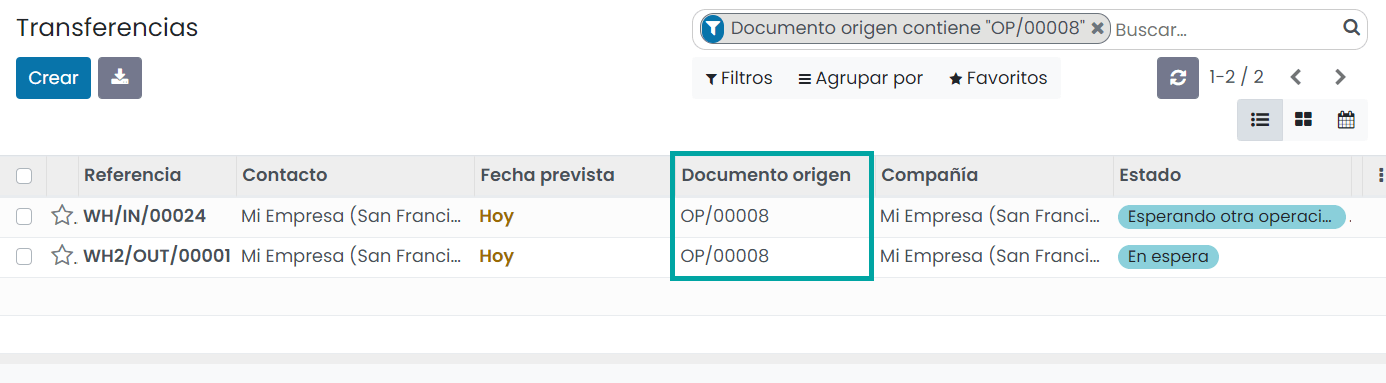 Transferencias
Documento origen contiene "OP/00008" Buscar...
Crear
Filtros Agrupar por Favoritos 1-2 / 2
Referencia Contacto Fecha prevista Documento origen Compañía Estado
WH/IN/00024 Mi Empresa (San Franci... Hoy OP/00008 Mi Empresa (San Franci... Esperando otra operaci...
WH2/OUT/00001 Mi Empresa (San Franci... Hoy OP/00008 Mi Empresa (San Franci... En espera